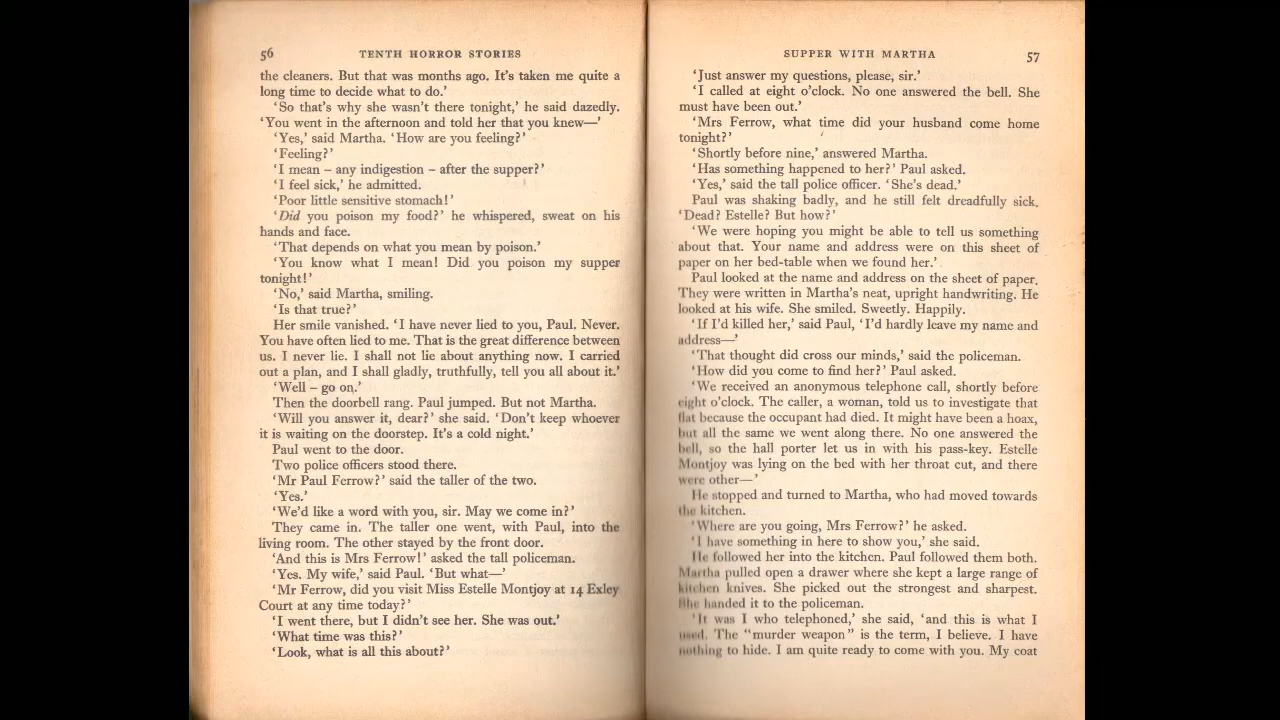 56
TENTH HORROR STORIES
the cleaners. But that was months ago. It's taken me quite a
long time to decide what to do.'
'So that's why she wasn't there tonight,' he said dazedly.
'You went in the afternoon and told her that you knew—'
'Yes,' said Martha. 'How are you feeling?'
'Feeling?'
'I mean – any indigestion – after the supper?'
'I feel sick,' he admitted.
'Poor little sensitive stomach!'
'Did you poison my food?' he whispered, sweat on his
hands and face.
'That depends on what you mean by poison.'
'You know what I mean! Did you poison my supper
tonight!'
'No,' said Martha, smiling.
'Is that true?'
Her smile vanished. 'I have never lied to you, Paul. Never.
You have often lied to me. That is the great difference between
us. I never lie. I shall not lie about anything now. I carried
out a plan, and I shall gladly, truthfully, tell you all about it.'
'Well – go on.'
Then the doorbell rang. Paul jumped. But not Martha.
'Will you answer it, dear?' she said. 'Don't keep whoever
it is waiting on the doorstep. It's a cold night.'
Paul went to the door.
Two police officers stood there.
'Mr Paul Ferrow?' said the taller of the two.
'Yes.'
'We'd like a word with you, sir. May we come in?'
They came in. The taller one went, with Paul, into the
living room. The other stayed by the front door.
'And this is Mrs Ferrow!' asked the tall policeman.
'Yes. My wife,' said Paul. 'But what—'
'Mr Ferrow, did you visit Miss Estelle Montjoy at 14 Exley
Court at any time today?'
'I went there, but I didn't see her. She was out.'
'What time was this?'
'Look, what is all this about?'
SUPPER WITH MARTHA
57
'Just answer my questions, please, sir.'
'I called at eight o'clock. No one answered the bell. She
must have been out.'
'Mrs Ferrow, what time did your husband come home
tonight?'
'Shortly before nine,' answered Martha.
'Has something happened to her?' Paul asked.
'Yes,' said the tall police officer. 'She's dead.'
Paul was shaking badly, and he still felt dreadfully sick.
'Dead? Estelle? But how?'
'We were hoping you might be able to tell us something
about that. Your name and address were on this sheet of
paper on her bed-table when we found her.'
Paul looked at the name and address on the sheet of paper.
They were written in Martha's neat, upright handwriting. He
looked at his wife. She smiled. Sweetly. Happily.
'If I'd killed her,' said Paul, 'I'd hardly leave my name and
address—'
'That thought did cross our minds,' said the policeman.
'How did you come to find her?' Paul asked.
'We received an anonymous telephone call, shortly before
eight o'clock. The caller, a woman, told us to investigate that
flat because the occupant had died. It might have been a hoax,
but all the same we went along there. No one answered the
bell, so the hall porter let us in with his pass-key. Estelle
Montjoy was lying on the bed with her throat cut, and there
were other—'
He stopped and turned to Martha, who had moved towards
the kitchen.
'Where are you going, Mrs Ferrow?' he asked.
'I have something in here to show you,' she said.
He followed her into the kitchen. Paul followed them both.
Martha pulled open a drawer where she kept a large range of
kitchen knives. She picked out the strongest and sharpest.
She handed it to the policeman.
'It was I who telephoned,' she said, 'and this is what I
used. The "murder weapon" is the term, I believe. I have
nothing to hide. I am quite ready to come with you. My coat